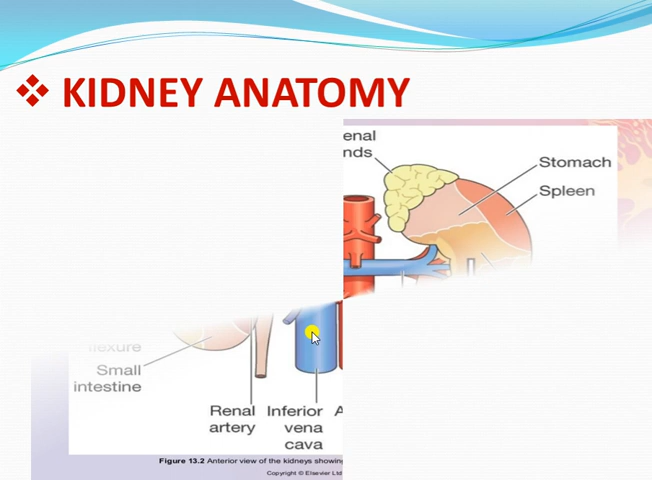 ❖ KIDNEY ANATOMY
enal
nds
Stomach
Spleen
flexure
Small
intestine
Renal
artery
Inferior
vena
cava
A
Figure 13.2 Anterior view of the kidneys showing
Copyright © Elsevier Ltd